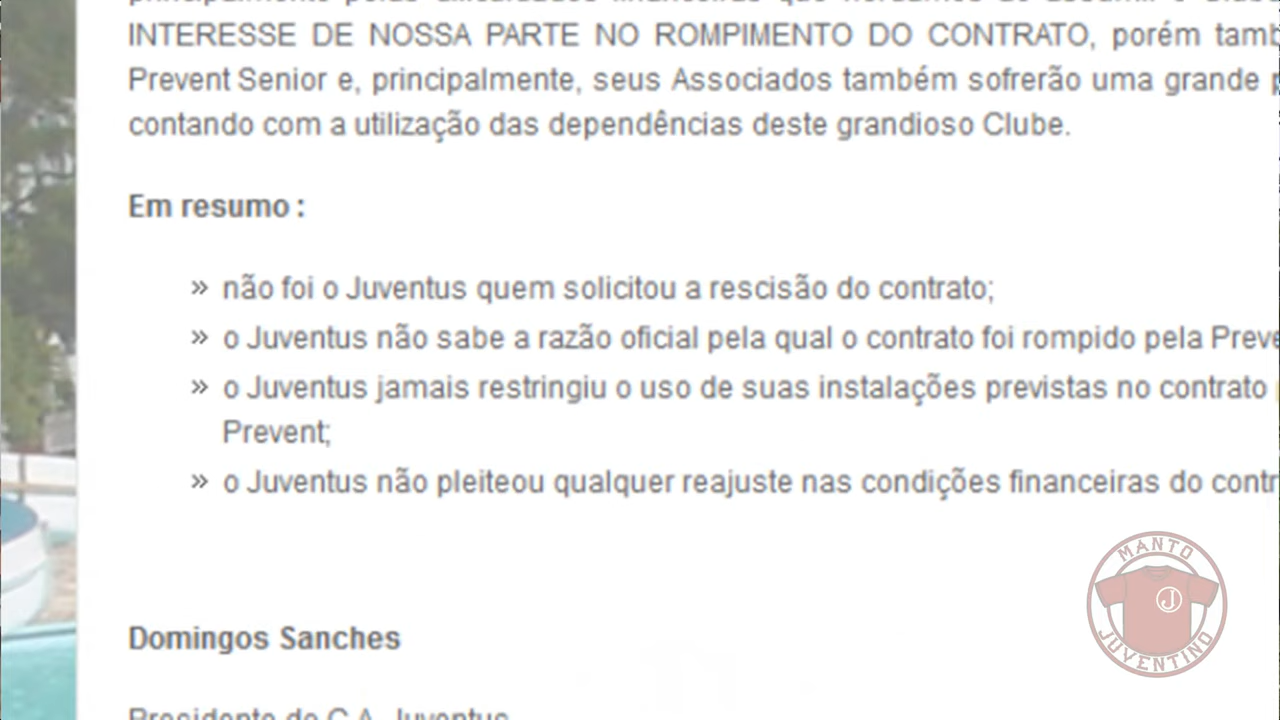 INTERESSE DE NOSSA PARTE NO ROMPIMENTO DO CONTRATO, porém
Prevent Senior e, principalmente, seus Associados também sofrerão uma grande
contando com a utilização das dependências deste grandioso Clube.
Em resumo :
» não foi o Juventus quem solicitou a rescisão do contrato;
» o Juventus não sabe a razão oficial pela qual o contrato foi rompido pela
» o Juventus jamais restringiu o uso de suas instalações previstas no contrato
Prevent;
» o Juventus não pleiteou qualquer reajuste nas condições financeiras do
MANTO
J
JUVENTINO
Domingos Sanches
Presidente do C.A. Juventus